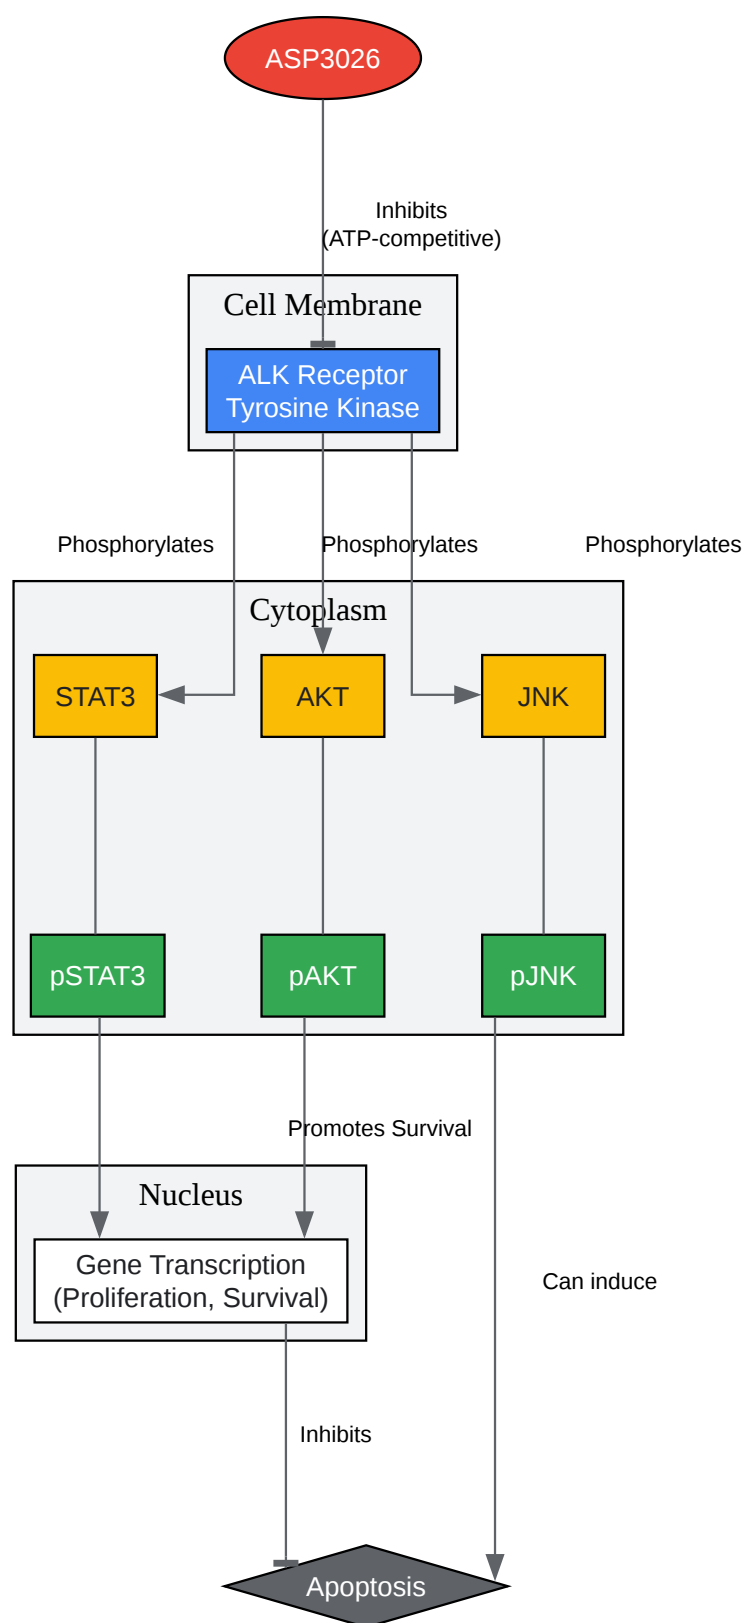 ASP3026
Inhibits
(ATP-competitive)
Cell Membrane
ALK Receptor
Tyrosine Kinase
Phosphorylates
Phosphorylates
Phosphorylates
Cytoplasm
STAT3
AKT
JNK
pSTAT3
pAKT
pJNK
Promotes Survival
Nucleus
Gene Transcription
(Proliferation, Survival)
Can induce
Inhibits
Apoptosis